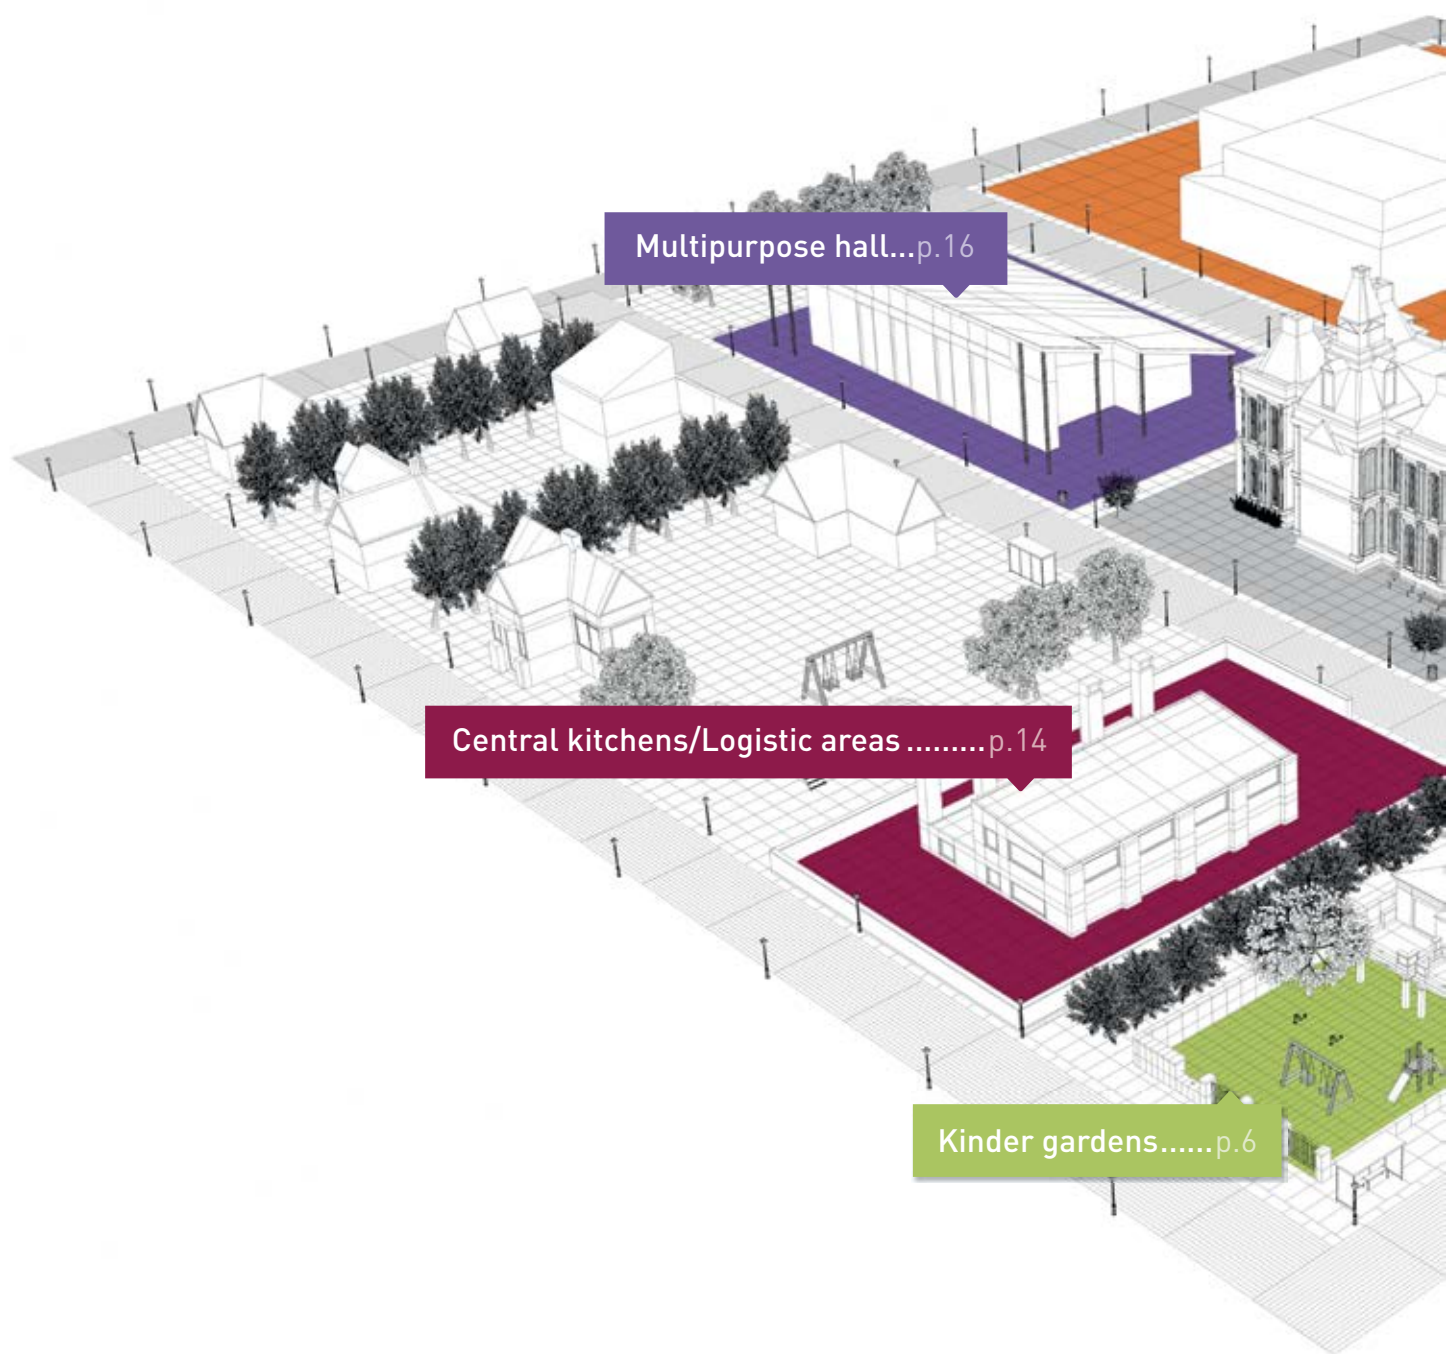 Multipurpose hall...p.16
Central kitchens/Logistic areas .........p.14
Kinder gardens......p.6